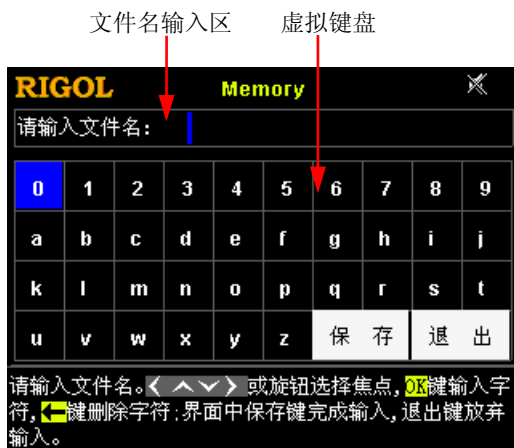 文件名输入区 虚拟键盘
RIGOL Memory
请输入文件名:
0 1 2 3 4 5 6 7 8 9
a b c d e f g h i j
k l m n o p q r s t
u v w x y z 保 存 退 出
请输入文件名。< ∧∨ >或旋钮选择焦点,OK键输入字
符,←键删除字符;界面中保存键完成输入,退出键放弃
输入。